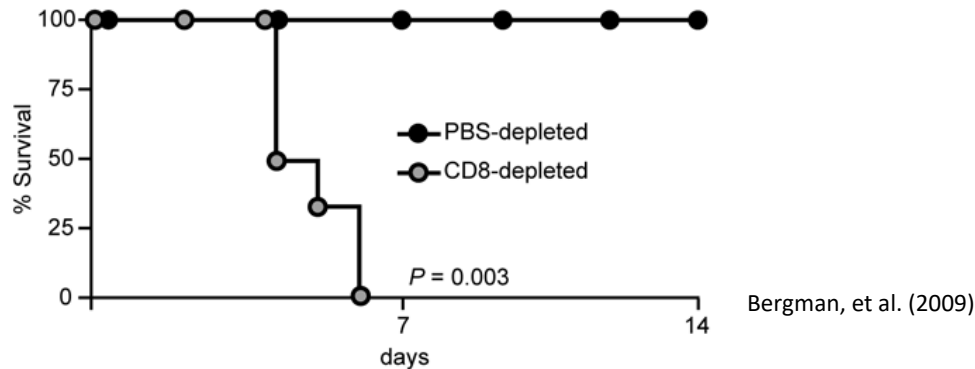 100
75
50
25
0
% Survival
PBS-depleted
CD8-depleted
P = 0.003
7
14
days
Bergman, et al. (2009)